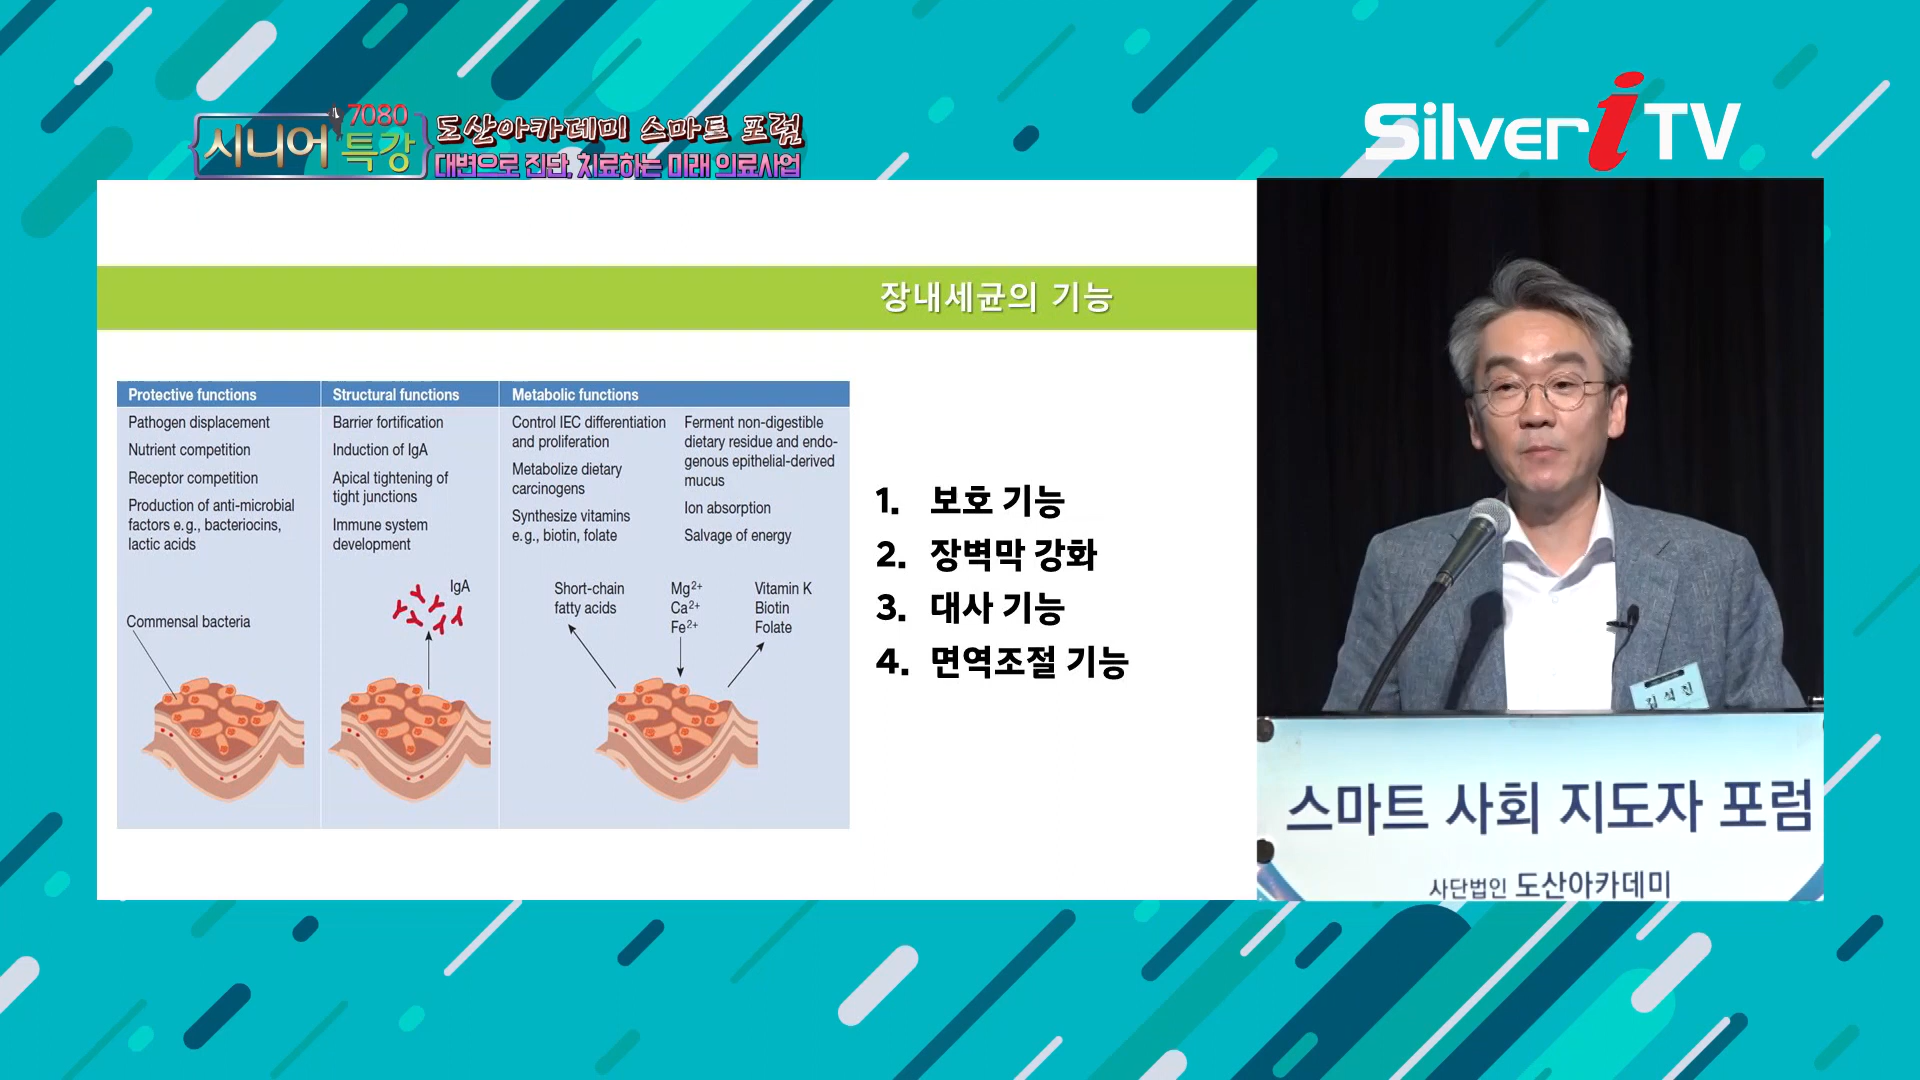 7080
시니어 특강
도산아카데미 스마트 포럼
대변으로 진단, 치료하는 미래 의료사업
Silver i TV
장내세균의 기능
Protective functions
Pathogen displacement
Nutrient competition
Receptor competition
Production of anti-microbial
factors e.g., bacteriocins,
lactic acids
Commensal bacteria
Structural functions
Barrier fortification
Induction of IgA
Apical tightening of
tight junctions
Immune system
development
IgA
Metabolic functions
Control IEC differentiation
and proliferation
Metabolize dietary
carcinogens
Synthesize vitamins
e.g., biotin, folate
Ferment non-digestible
dietary residue and endo-
genous epithelial-derived
mucus
Ion absorption
Salvage of energy
Short-chain
fatty acids
Mg2+
Ca2+
Fe2+
Vitamin K
Biotin
Folate
1. 보호 기능
2. 장벽막 강화
3. 대사 기능
4. 면역조절 기능
김석진
스마트 사회 지도자 포럼
사단법인 도산아카데미